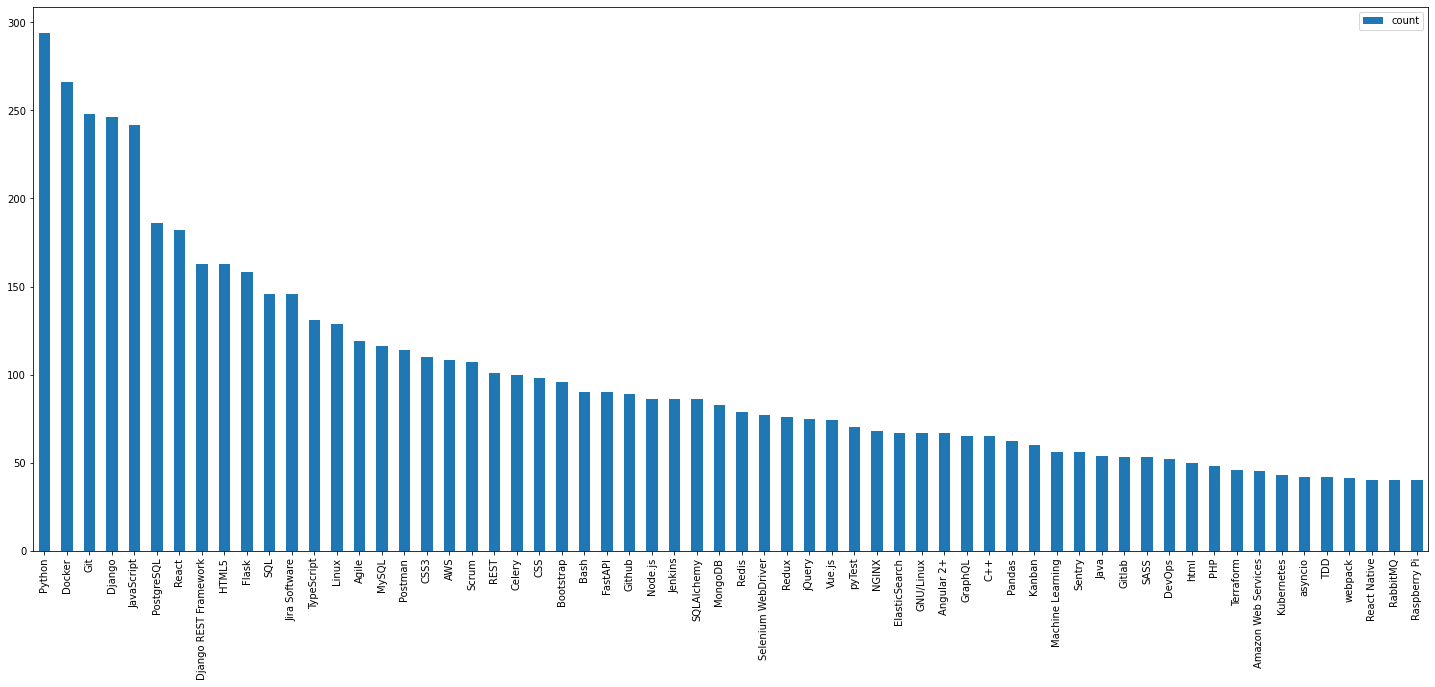 count
300
250
200
150
100
50
0
Python
Docker
Git
Django
JavaScript
PostgreSQL
React
Django REST Framework
HTML5
Flask
SQL
Jira Software
TypeScript
Linux
Agile
MySQL
Postman
CSS3
AWS
Scrum
REST
Celery
CSS
Bootstrap
Bash
FastAPI
Github
Node.js
Jenkins
SQLAlchemy
MongoDB
Redis
Selenium WebDriver
Redux
jQuery
Vue.js
pyTest
NGINX
ElasticSearch
GNU/Linux
Angular 2+
GraphQL
C++
Pandas
Kanban
Machine Learning
Sentry
Java
Gitlab
SASS
DevOps
html
PHP
Terraform
Amazon Web Services
Kubernetes
asyncio
TDD
webpack
React Native
RabbitMQ
Raspberry Pi